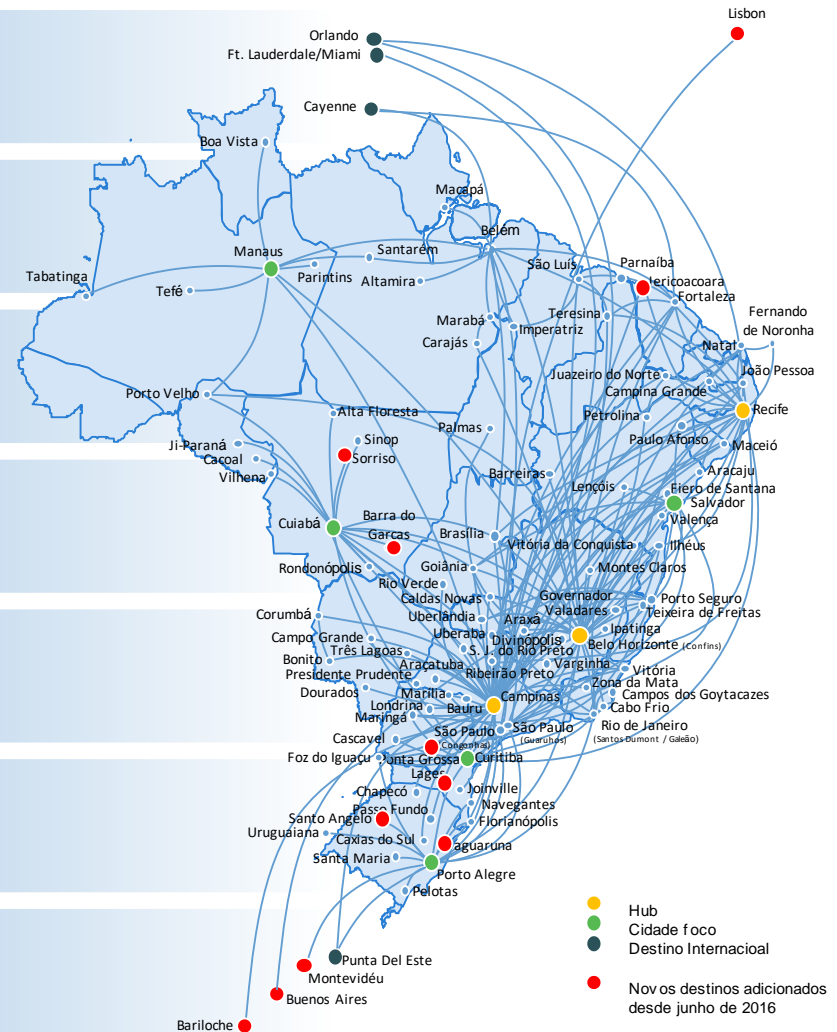 Lisbon
Orlando
Ft. Lauderdale/Miami
Cayenne
Boa Vista
Macapá
Belém
Manaus
Santarém
São Luís
Parnaíba
Tabatinga
Parintins
Altamira
Jericoacoara
Tefé
Fortaleza
Marabá
Teresina
Imperatriz
Fernando
de Noronha
Carajás
Natal
Juazeiro do Norte
João Pessoa
Campina Grande
Porto Velho
Alta Floresta
Petrolina
Recife
Palmas
Sinop
Paulo Afonso
Ji-Paraná
Maceió
Cacoal
Sorriso
Vilhena
Barreiras
Aracaju
Lençóis
Fiero de Santana
Salvador
Barra do
Garcas
Cuiabá
Valença
Brasília
Vitória da Conquista
Ilhéus
Rondonópolis
Goiânia
Montes Claros
Rio Verde
Caldas Novas
Governador
Valadares
Porto Seguro
Teixeira de Freitas
Corumbá
Uberlândia
Araxá
Ipatinga
Campo Grande
Uberaba
Divinópolis
Belo Horizonte (Confins)
Três Lagoas
S. J. do Rio Preto
Bonito
Araçatuba
Varginha
Vitória
Presidente Prudente
Ribeirão Preto
Zona da Mata
Dourados
Marília
Campinas
Campos dos Goytacazes
Londrina
Bauru
Cabo Frio
Maringá
São Paulo
(Congonhas)
São Paulo
(Guarulhos)
Rio de Janeiro
(Santos Dumont / Galeão)
Cascavel
Foz do Iguaçu
Ponta Grossa
Curitiba
Lages
Chapecó
Joinville
Passo Fundo
Navegantes
Santo Angelo
Florianópolis
Uruguaiana
Caxias do Sul
Jaguaruna
Santa Maria
Porto Alegre
Pelotas
Punta Del Este
Montevidéu
Buenos Aires
Bariloche
Hub
Cidade foco
Destino Internacioal
Novos destinos adicionados
desde junho de 2016